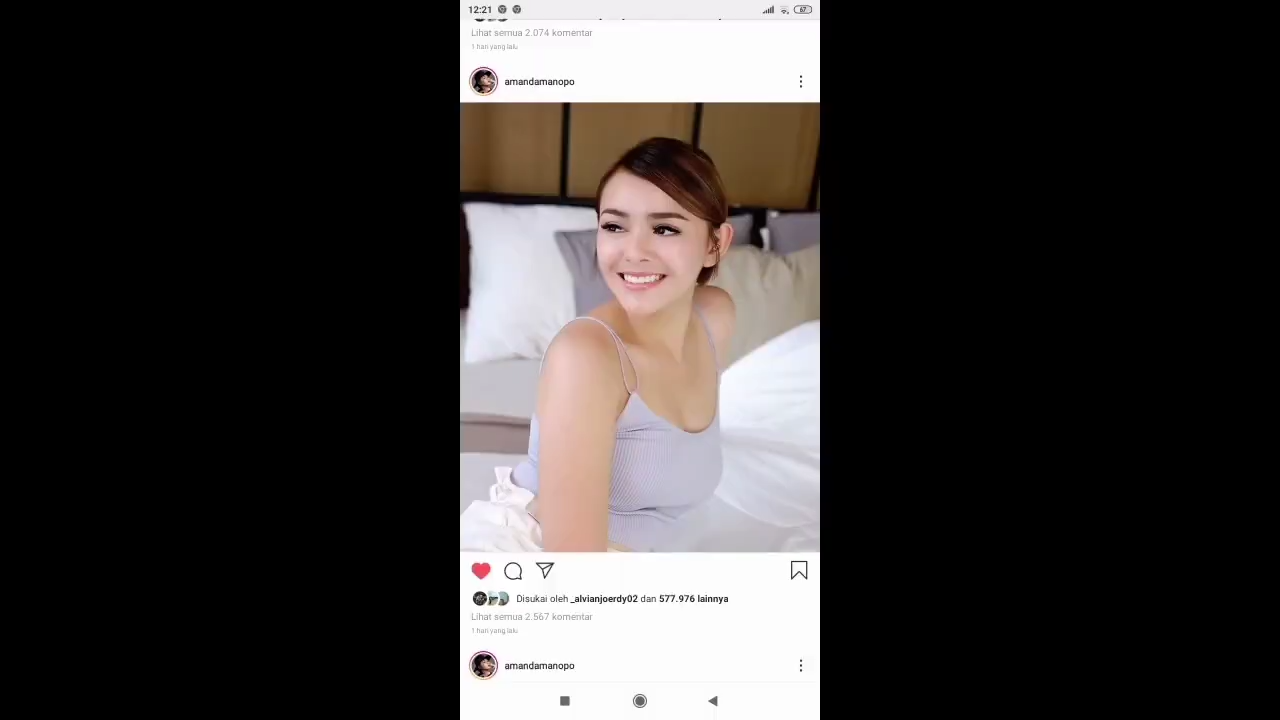 12:21
67
Lihat semua 2.074 komentar
1 hari yang lalu
amandamanopo
Disukai oleh _alvianjoerdy02 dan 577.976 lainnya
Lihat semua 2.567 komentar
1 hari yang lalu
amandamanopo